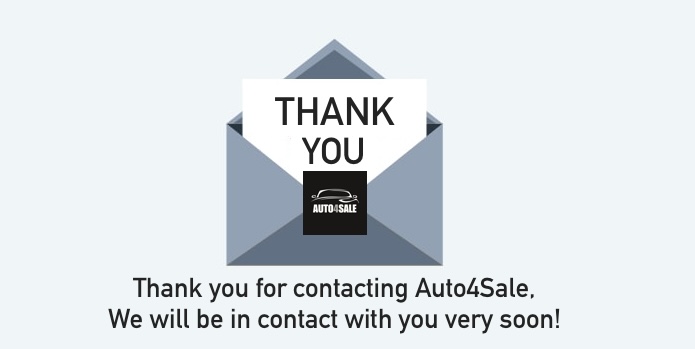 THANK
YOU
AUTO4SALE
Thank you for contacting Auto4Sale,
We will be in contact with you very soon!